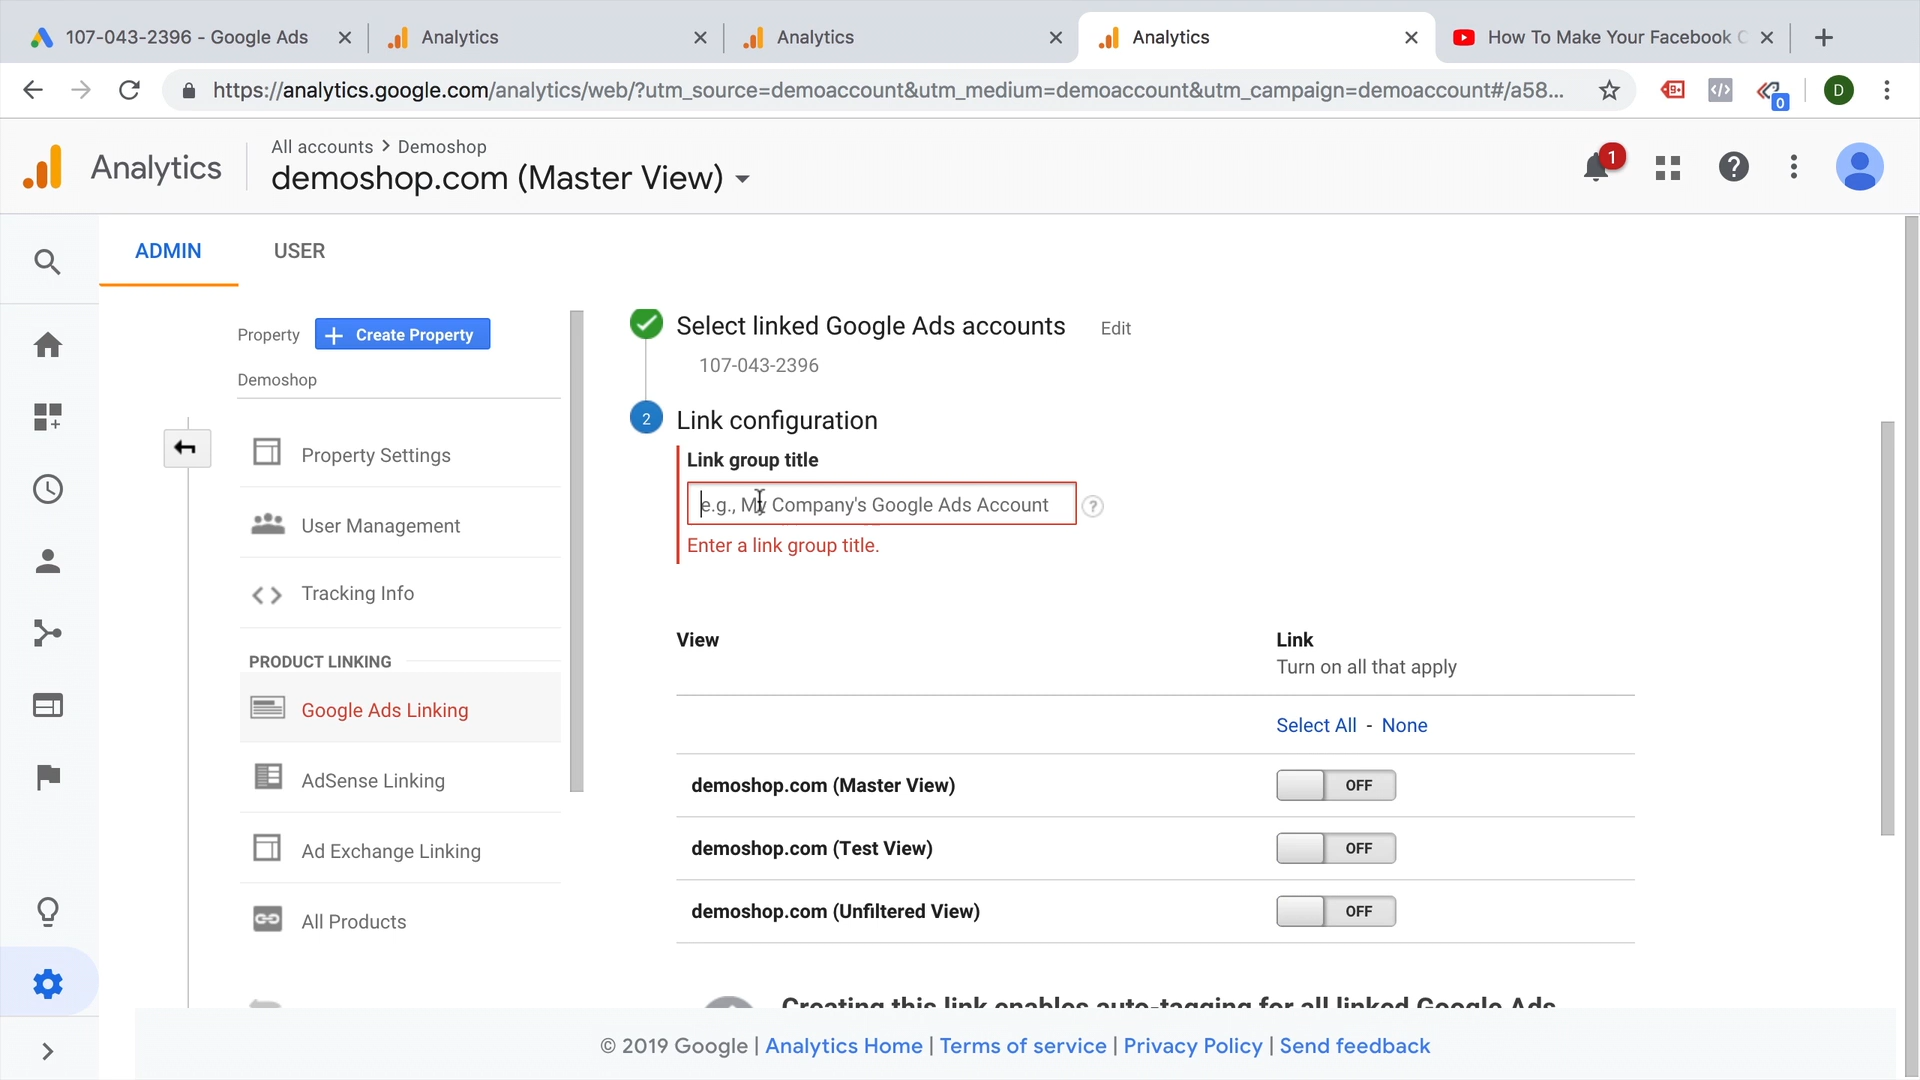 107-043-2396 - Google Ads
Analytics
Analytics
Analytics
How To Make Your Facebook C
https://analytics.google.com/analytics/web/?utm_source=demoaccount&utm_medium=demoaccount&utm_campaign=demoaccount#/a58...
0
D
Analytics
All accounts > Demoshop
demoshop.com (Master View)
1
ADMIN
USER
Property
Create Property
Demoshop
Property Settings
User Management
Tracking Info
PRODUCT LINKING
Google Ads Linking
AdSense Linking
Ad Exchange Linking
All Products
Select linked Google Ads accounts
Edit
107-043-2396
2
Link configuration
Link group title
e.g., My Company's Google Ads Account
?
Enter a link group title.
View
Link
Turn on all that apply
Select All - None
demoshop.com (Master View)
OFF
demoshop.com (Test View)
OFF
demoshop.com (Unfiltered View)
OFF
Creating this link enables auto-tagging for all linked Google Ads
© 2019 Google | Analytics Home | Terms of service | Privacy Policy | Send feedback